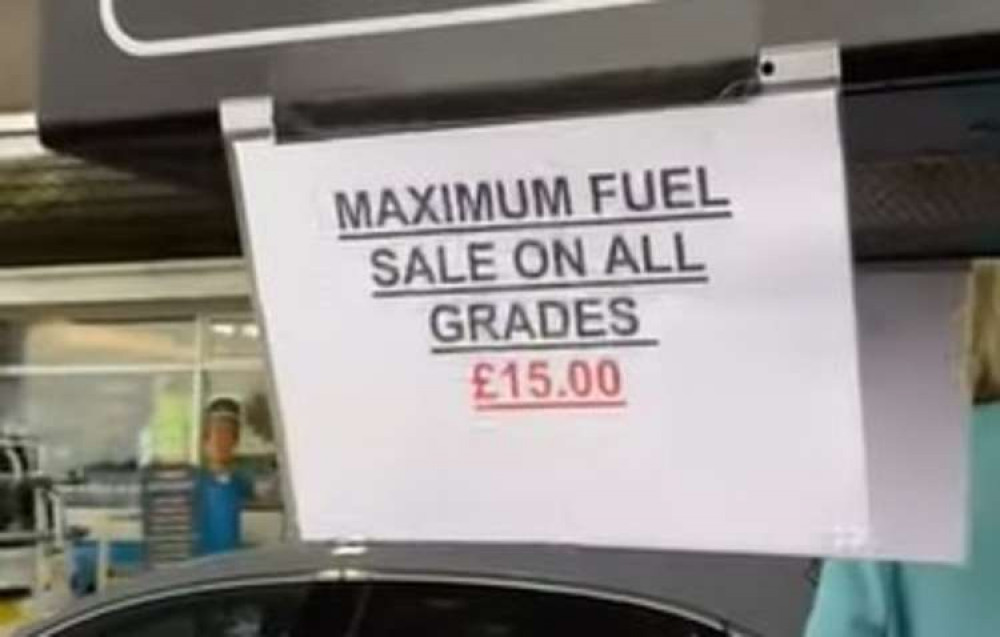 MAXIMUM FUEL
SALE ON ALL
GRADES
£15.00